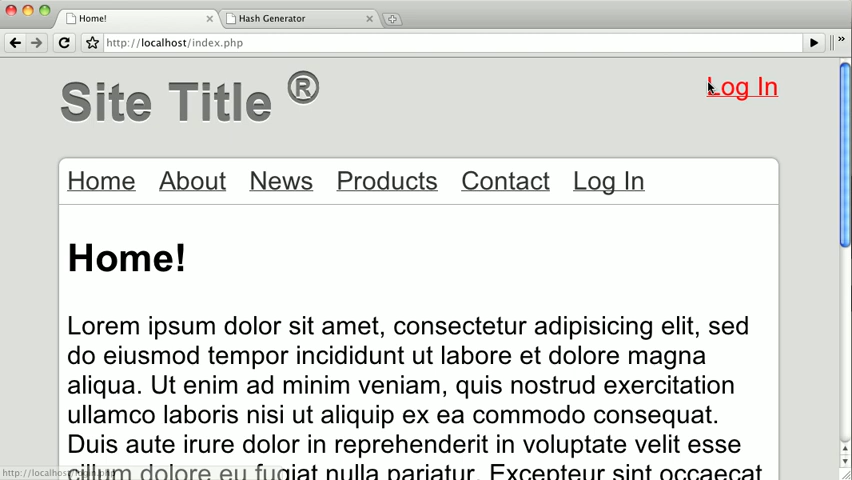 Home!
Hash Generator
http://localhost/index.php
»
Site Title ®
Log In
Home About News Products Contact Log In
Home!
Lorem ipsum dolor sit amet, consectetur adipisicing elit, sed
do eiusmod tempor incididunt ut labore et dolore magna
aliqua. Ut enim ad minim veniam, quis nostrud exercitation
ullamco laboris nisi ut aliquip ex ea commodo consequat.
Duis aute irure dolor in reprehenderit in voluptate velit esse
cillum dolore eu fugiat nulla pariatur. Excepteur sint occaecat
http://localhost/login.php